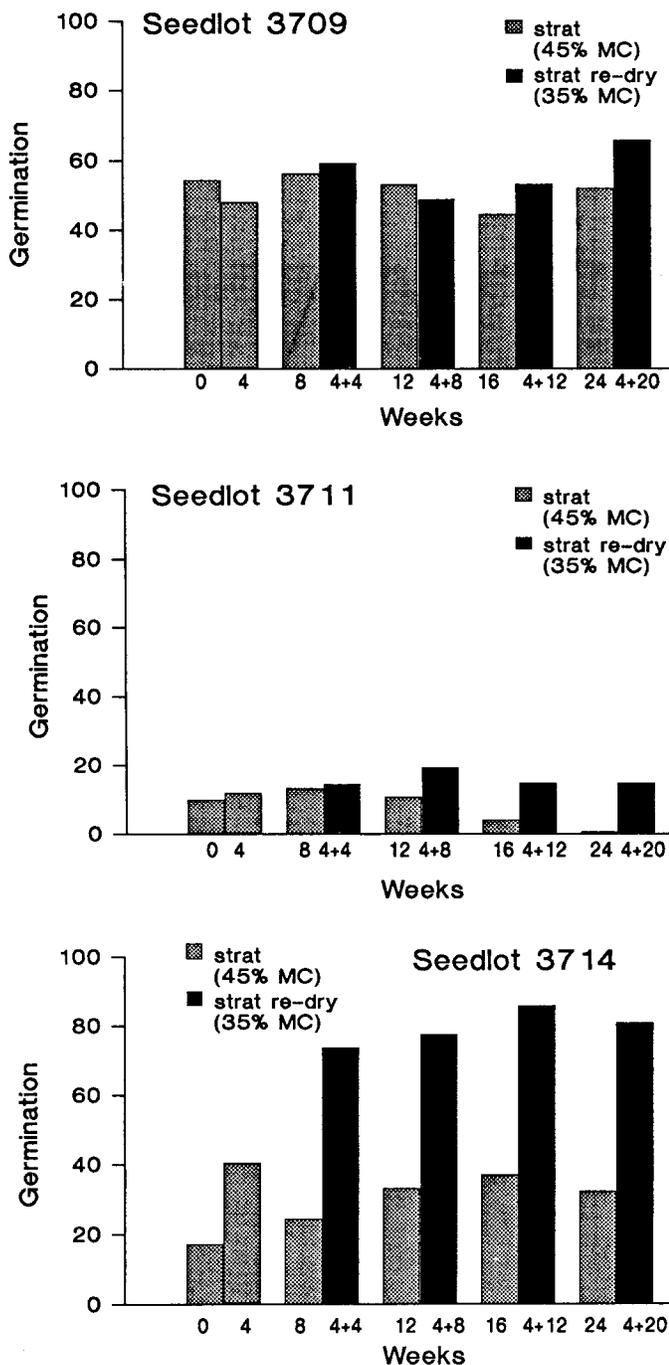 Seedlot 3709
strat
(45% MC)
strat re-dry
(35% MC)
100
80
60
40
20
0
Germination
0 4 8 4+4 12 4+8 16 4+12 24 4+20
Weeks
Seedlot 3711
strat
(45% MC)
strat re-dry
(35% MC)
100
80
60
40
20
0
Germination
0 4 8 4+4 12 4+8 16 4+12 24 4+20
Weeks
strat
(45% MC)
strat re-dry
(35% MC)
Seedlot 3714
100
80
60
40
20
0
Germination
0 4 8 4+4 12 4+8 16 4+12 24 4+20
Weeks